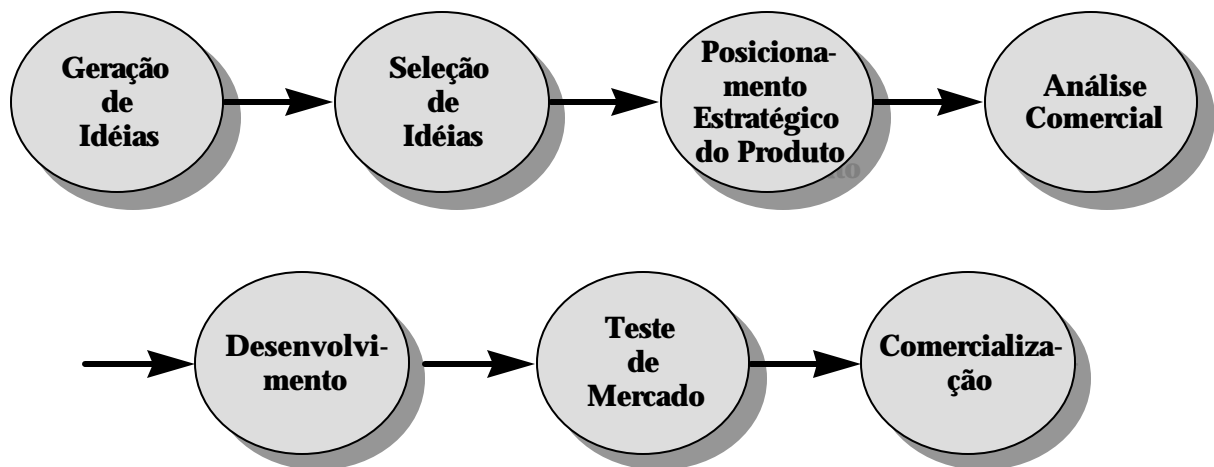 Geração
de
Idéias
Seleção
de
Idéias
Posiciona-
mento
Estratégico
do Produto
Análise
Comercial
Desenvolvi-
mento
Teste
de
Mercado
Comercializa-
ção